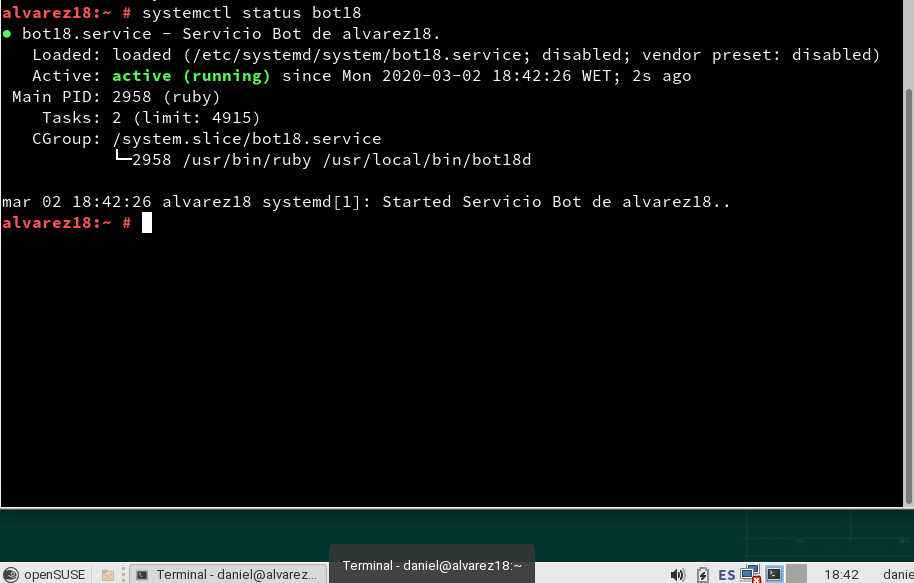 alvarez18:~ # systemctl status bot18
● bot18.service - Servicio Bot de alvarez18.
Loaded: loaded (/etc/systemd/system/bot18.service; disabled; vendor preset: disabled)
Active: active (running) since Mon 2020-03-02 18:42:26 WET; 2s ago
Main PID: 2958 (ruby)
Tasks: 2 (limit: 4915)
CGroup: /system.slice/bot18.service
└─2958 /usr/bin/ruby /usr/local/bin/bot18d
mar 02 18:42:26 alvarez18 systemd[1]: Started Servicio Bot de alvarez18..
alvarez18:~ #
Terminal - daniel@alvarez18:~
openSUSE Terminal - daniel@alvarez... ES 18:42 danie